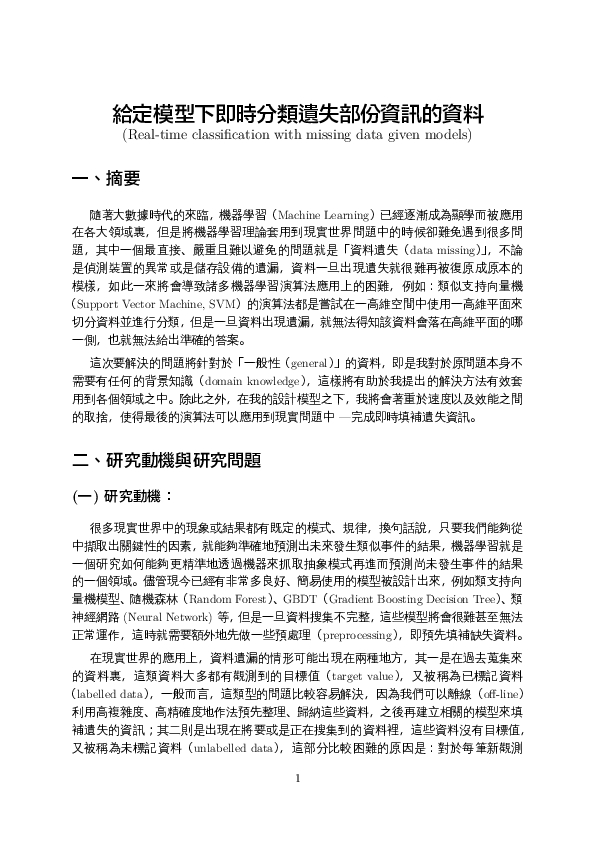 給定模型下即時分類遺失部份資訊的資料
(Real-time classification with missing data given models)
一、摘要
隨著大數據時代的來臨，機器學習（Machine Learning）已經逐漸成為顯學而被應用
在各大領域裏，但是將機器學習理論套用到現實世界問題中的時候卻難免遇到很多問
題，其中一個最直接、嚴重且難以避免的問題就是「資料遺失（data missing）」，不論
是偵測裝置的異常或是儲存設備的遺漏，資料一旦出現遺失就很難再被復原成原本的
模樣，如此一來將會導致諸多機器學習演算法應用上的困難，例如：類似支持向量機
（Support Vector Machine, SVM）的演算法都是嘗試在一高維空間中使用一高維平面來
切分資料並進行分類，但是一旦資料出現遺漏，就無法得知該資料會落在高維平面的哪
一側，也就無法給出準確的答案。
這次要解決的問題將針對於「一般性（general）」的資料，即是我對於原問題本身不
需要有任何的背景知識（domain knowledge），這樣將有助於我提出的解決方法有效套
用到各個領域之中。除此之外，在我的設計模型之下，我將會著重於速度以及效能之間
的取捨，使得最後的演算法可以應用到現實問題中 —完成即時填補遺失資訊。
二、研究動機與研究問題
(一) 研究動機：
很多現實世界中的現象或結果都有既定的模式、規律，換句話說，只要我們能夠從
中擷取出關鍵性的因素，就能夠準確地預測出未來發生類似事件的結果，機器學習就是
一個研究如何能夠更精準地透過機器來抓取抽象模式再進而預測尚未發生事件的結果
的一個領域。儘管現今已經有非常多良好、簡易使用的模型被設計出來，例如類支持向
量機模型、隨機森林（Random Forest）、GBDT（Gradient Boosting Decision Tree）、類
神經網路 (Neural Network) 等，但是一旦資料搜集不完整，這些模型將會很難甚至無法
正常運作，這時就需要額外地先做一些預處理（preprocessing），即預先填補缺失資料。
在現實世界的應用上，資料遺漏的情形可能出現在兩種地方，其一是在過去蒐集來
的資料裏，這類資料大多都有觀測到的目標值（target value），又被稱為已標記資料
（labelled data），一般而言，這類型的問題比較容易解決，因為我們可以離線（off-line）
利用高複雜度、高精確度地作法預先整理、歸納這些資料，之後再建立相關的模型來填
補遺失的資訊；其二則是出現在將要或是正在搜集到的資料裡，這些資料沒有目標值，
又被稱為未標記資料（unlabelled data），這部分比較困難的原因是：對於每筆新觀測
1